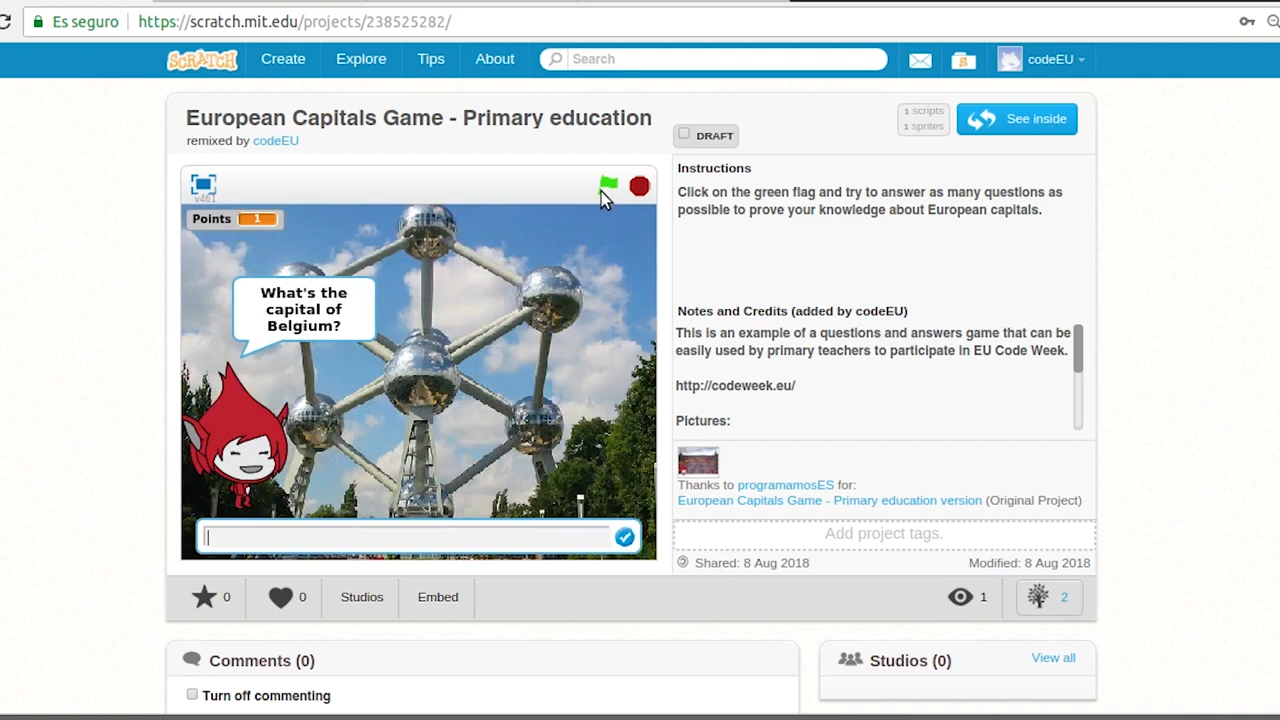 Es seguro
https://scratch.mit.edu/projects/238525282/
SCRATCH
Create
Explore
Tips
About
Search
S
codeEU
European Capitals Game - Primary education
remixed by codeEU
DRAFT
1 scripts
1 sprites
See inside
v461
Points 1
What's the
capital of
Belgium?
Instructions
Click on the green flag and try to answer as many questions as
possible to prove your knowledge about European capitals.
Notes and Credits (added by codeEU)
This is an example of a questions and answers game that can be
easily used by primary teachers to participate in EU Code Week.
http://codeweek.eu/
Pictures:
Thanks to programamosES for:
European Capitals Game - Primary education version (Original Project)
Add project tags.
Shared: 8 Aug 2018
Modified: 8 Aug 2018
0
0
Studios
Embed
1
2
Comments (0)
Turn off commenting
Studios (0)
View all